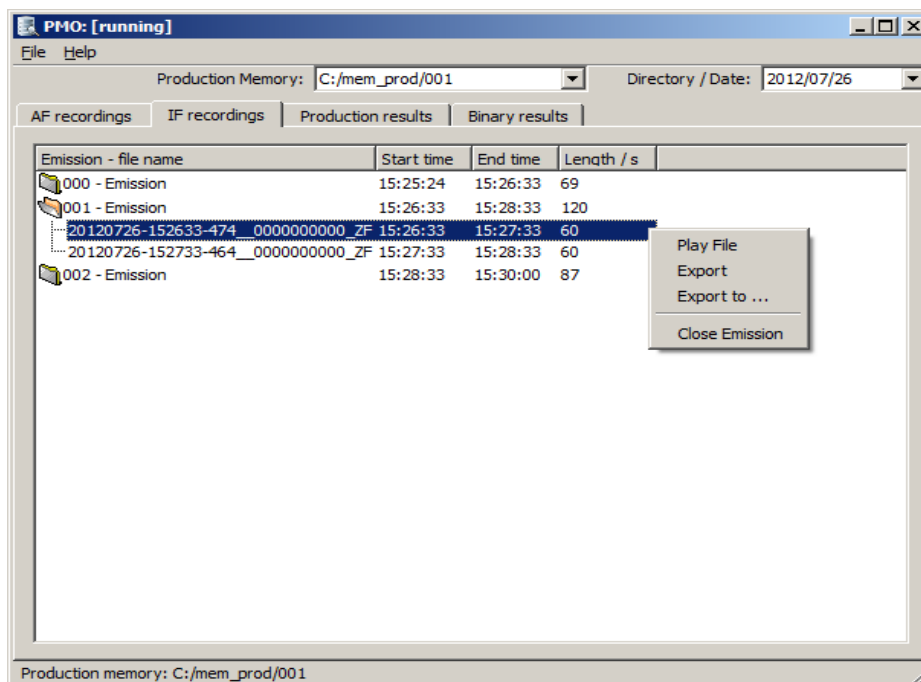 PMO: [running]
File Help
Production Memory: C:/mem_prod/001 Directory / Date: 2012/07/26
AF recordings IF recordings Production results Binary results
Emission - file name Start time End time Length / s
000 - Emission 15:25:24 15:26:33 69
001 - Emission 15:26:33 15:28:33 120
20120726-152633-474__0000000000_ZF 15:26:33 15:27:33 60
20120726-152733-464__0000000000_ZF 15:27:33 15:28:33 60
002 - Emission 15:28:33 15:30:00 87
Play File
Export
Export to ...
Close Emission
Production memory: C:/mem_prod/001